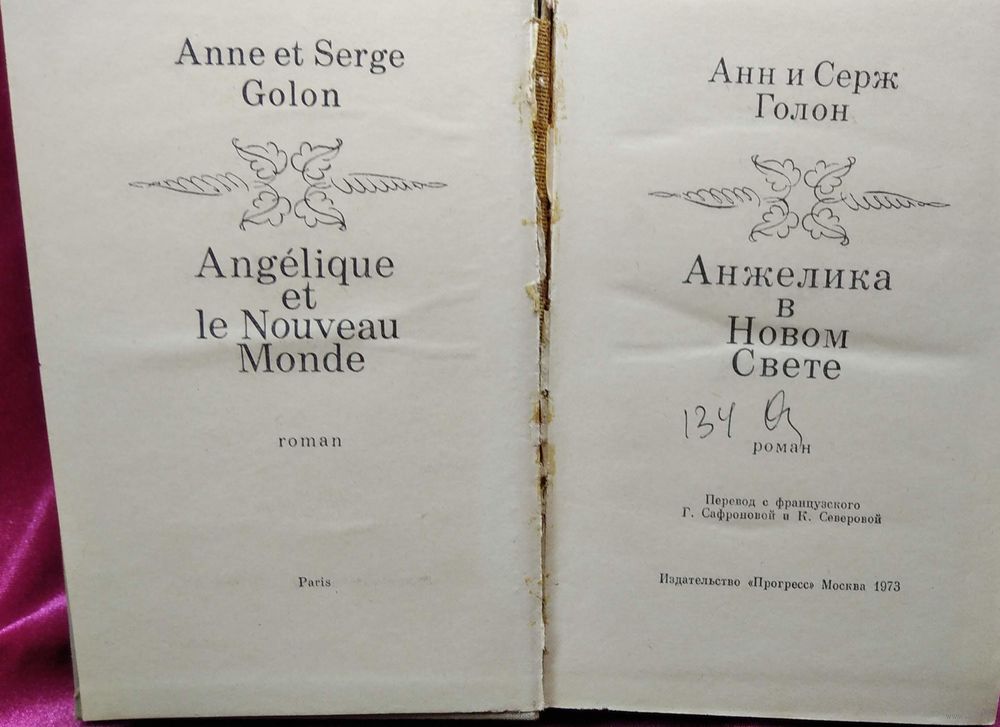 Anne et Serge
Golon
Angélique
et
le Nouveau
Monde
roman
Paris
Анн и Серж
Голон
Анжелика
в
Новом
Свете
134
роман
Перевод с французского
Г. Сафроновой и К. Северовой
Издательство «Прогресс» Москва 1973